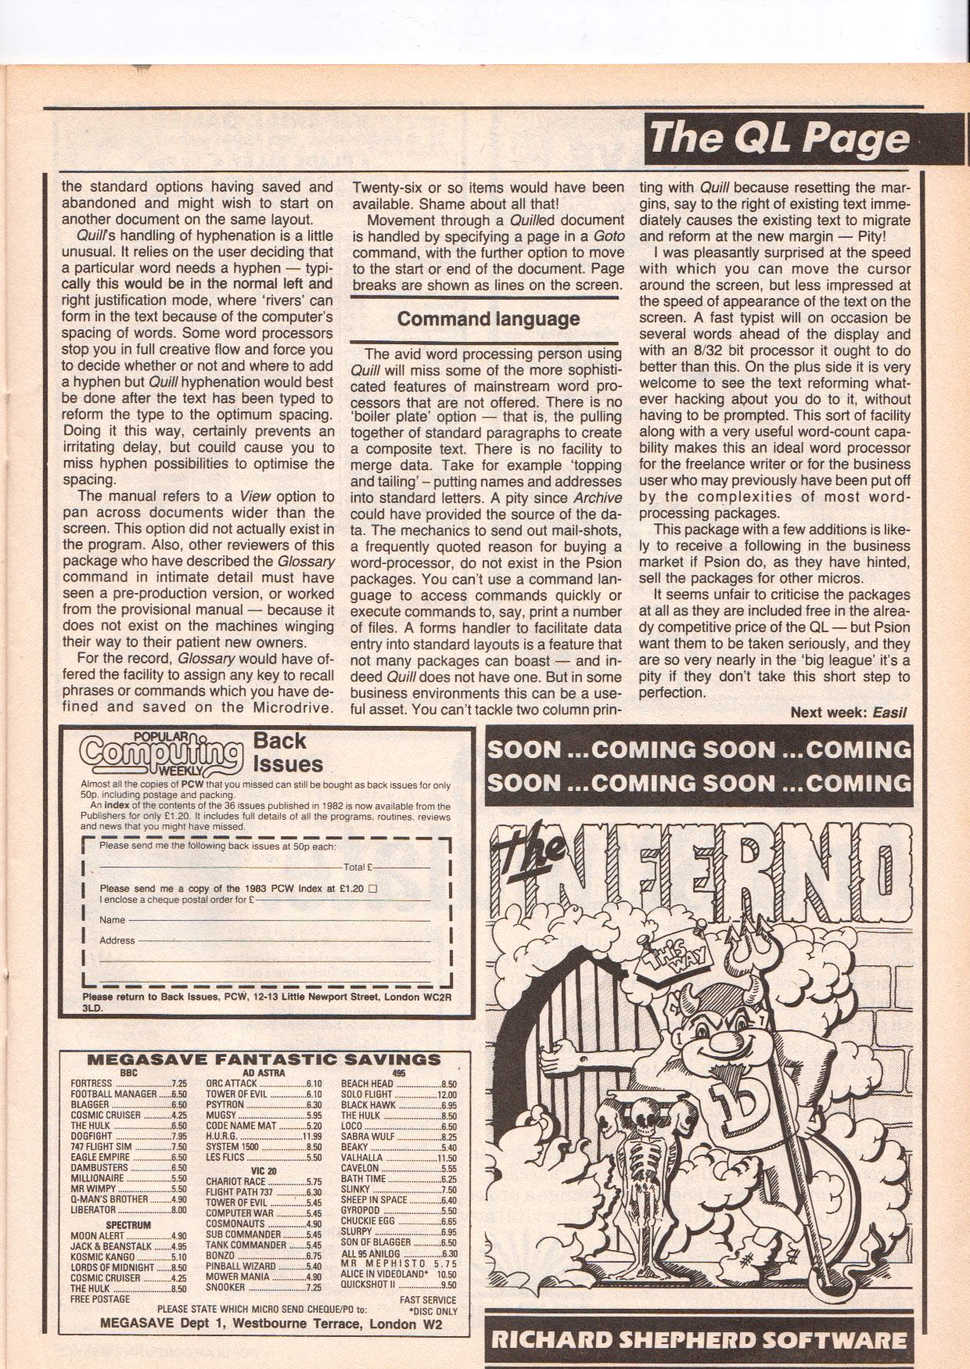 The QL Page
the standard options having saved and
abandoned and might wish to start on
another document on the same layout.
Quill's handling of hyphenation is a little
unusual. It relies on the user deciding that
a particular word needs a hyphen — typi-
cally this would be in the normal left and
right justification mode, where 'rivers' can
form in the text because of the computer's
spacing of words. Some word processors
stop you in full creative flow and force you
to decide whether or not and where to add
a hyphen but Quill hyphenation would best
be done after the text has been typed to
reform the type to the optimum spacing.
Doing it this way, certainly prevents an
irritating delay, but couild cause you to
miss hyphen possibilities to optimise the
spacing.
The manual refers to a View option to
pan across documents wider than the
screen. This option did not actually exist in
the program. Also, other reviewers of this
package who have described the Glossary
command in intimate detail must have
seen a pre-production version, or worked
from the provisional manual — because it
does not exist on the machines winging
their way to their patient new owners.
For the record, Glossary would have of-
fered the facility to assign any key to recall
phrases or commands which you have de-
fined and saved on the Microdrive.
Twenty-six or so items would have been
available. Shame about all that!
Movement through a Quilled document
is handled by specifying a page in a Goto
command, with the further option to move
to the start or end of the document. Page
breaks are shown as lines on the screen.
Command language
The avid word processing person using
Quill will miss some of the more sophisti-
cated features of mainstream word pro-
cessors that are not offered. There is no
'boiler plate' option — that is, the pulling
together of standard paragraphs to create
a composite text. There is no facility to
merge data. Take for example 'topping
and tailing' – putting names and addresses
into standard letters. A pity since Archive
could have provided the source of the da-
ta. The mechanics to send out mail-shots,
a frequently quoted reason for buying a
word-processor, do not exist in the Psion
packages. You can't use a command lan-
guage to access commands quickly or
execute commands to, say, print a number
of files. A forms handler to facilitate data
entry into standard layouts is a feature that
not many packages can boast — and in-
deed Quill does not have one. But in some
business environments this can be a use-
ful asset. You can't tackle two column prin-
ting with Quill because resetting the mar-
gins, say to the right of existing text imme-
diately causes the existing text to migrate
and reform at the new margin — Pity!
I was pleasantly surprised at the speed
with which you can move the cursor
around the screen, but less impressed at
the speed of appearance of the text on the
screen. A fast typist will on occasion be
several words ahead of the display and
with an 8/32 bit processor it ought to do
better than this. On the plus side it is very
welcome to see the text reforming what-
ever hacking about you do to it, without
having to be prompted. This sort of facility
along with a very useful word-count capa-
bility makes this an ideal word processor
for the freelance writer or for the business
user who may previously have been put off
by the complexities of most word-
processing packages.
This package with a few additions is like-
ly to receive a following in the business
market if Psion do, as they have hinted,
sell the packages for other micros.
It seems unfair to criticise the packages
at all as they are included free in the alrea-
dy competitive price of the QL — but Psion
want them to be taken seriously, and they
are so very nearly in the 'big league' it's a
pity if they don't take this short step to
perfection.
Next week: Easil
POPULAR
Computing
WEEKLY
Back
Issues
Almost all the copies of PCW that you missed can still be bought as back issues for only
50p, including postage and packing.
An index of the contents of the 36 issues published in 1982 is now available from the
Publishers for only £1.20. It includes full details of all the programs, routines, reviews
and news that you might have missed.
Please send me the following back issues at 50p each:
Total £
Please send me a copy of the 1983 PCW Index at £1.20
I enclose a cheque postal order for £
Name
Address
Please return to Back Issues, PCW, 12-13 Little Newport Street, London WC2R
3LD.
MEGASAVE FANTASTIC SAVINGS
BBC
FORTRESS 7.25
FOOTBALL MANAGER 6.50
BLAGGER 6.50
COSMIC CRUISER 4.25
THE HULK 6.50
DOGFIGHT 7.95
747 FLIGHT SIM 7.50
EAGLE EMPIRE 6.50
DAMBUSTERS 6.50
MILLIONAIRE 5.50
MR WIMPY 5.50
Q-MAN'S BROTHER 4.90
LIBERATOR 8.00
SPECTRUM
MOON ALERT 4.90
JACK & BEANSTALK 4.95
KOSMIC KANGO 5.10
LORDS OF MIDNIGHT 8.50
COSMIC CRUISER 4.25
THE HULK 8.50
FREE POSTAGE
AD ASTRA
ORC ATTACK 6.10
TOWER OF EVIL 6.10
PSYTRON 6.30
MUGSY 5.95
CODE NAME MAT 5.20
H.U.R.G. 11.99
SYSTEM 1500 8.50
LES FLICS 5.50
VIC 20
CHARIOT RACE 5.75
FLIGHT PATH 737 6.30
TOWER OF EVIL 5.45
COMPUTER WAR 5.45
COSMONAUTS 4.90
SUB COMMANDER 5.45
TANK COMMANDER 5.45
BONZO 6.75
PINBALL WIZARD 5.40
MOWER MANIA 4.90
SNOOKER 7.25
495
BEACH HEAD 8.50
SOLO FLIGHT 12.00
BLACK HAWK 6.95
THE HULK 8.50
LOCO 6.50
SABRA WULF 8.25
BEAKY 5.40
VALHALLA 11.50
CAVELON 5.55
BATH TIME 6.25
SLINKY 7.50
SHEEP IN SPACE 6.40
GYROPOD 5.50
CHUCKIE EGG 6.65
SLURPY 6.95
SON OF BLAGGER 6.50
ALL 95 ANILOG 6.30
MR MEPHISTO 5.75
ALICE IN VIDEOLAND* 10.50
QUICKSHOT II 9.50
FAST SERVICE
PLEASE STATE WHICH MICRO SEND CHEQUE/PO to:
*DISC ONLY
MEGASAVE Dept 1, Westbourne Terrace, London W2
SOON ...COMING SOON ...COMING
SOON ...COMING SOON ...COMING
the INFERNO
THIS
WAY
RICHARD SHEPHERD SOFTWARE